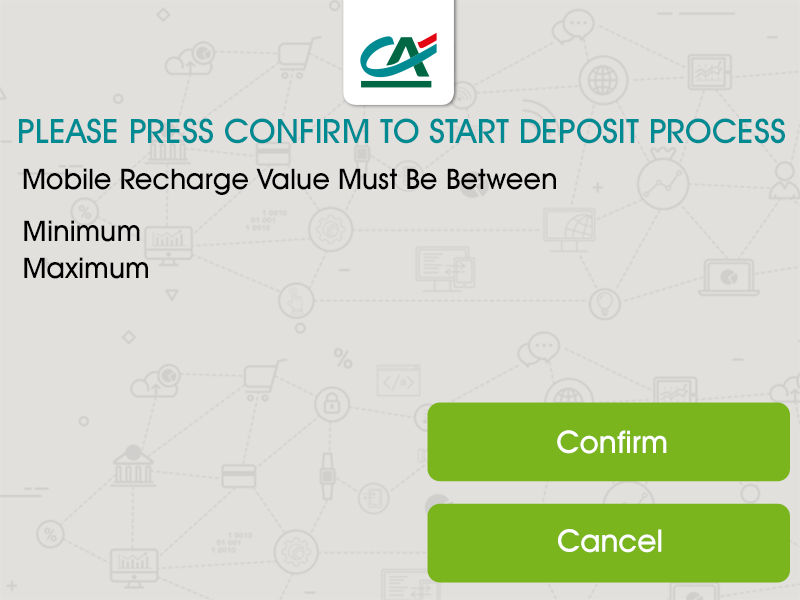 CA
PLEASE PRESS CONFIRM TO START DEPOSIT PROCESS
Mobile Recharge Value Must Be Between
Minimum
Maximum
Confirm
Cancel